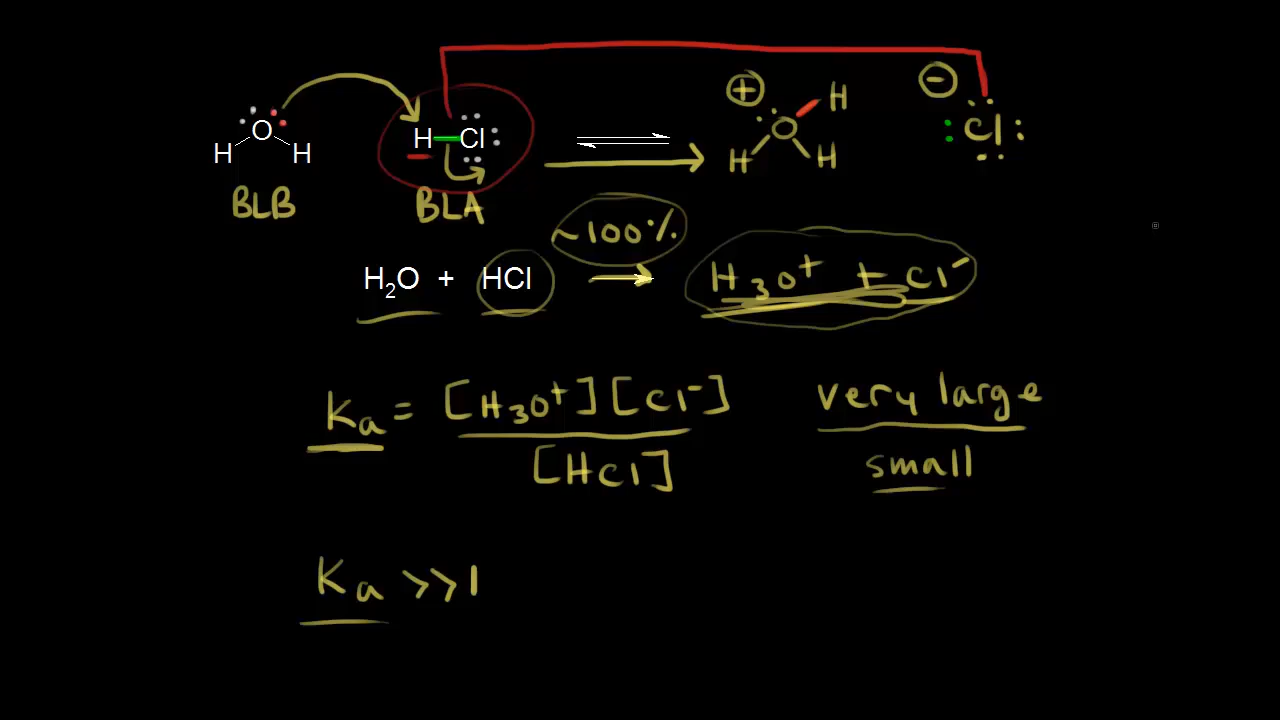 H O H H Cl ⇌ ⊕ H O H H ⊖ Cl
BLB BLA
~100%
H₂O + HCl → H₃O⁺ + Cl⁻
Ka = [H₃O⁺][Cl⁻] / [HCl] very large / small
Ka >> 1